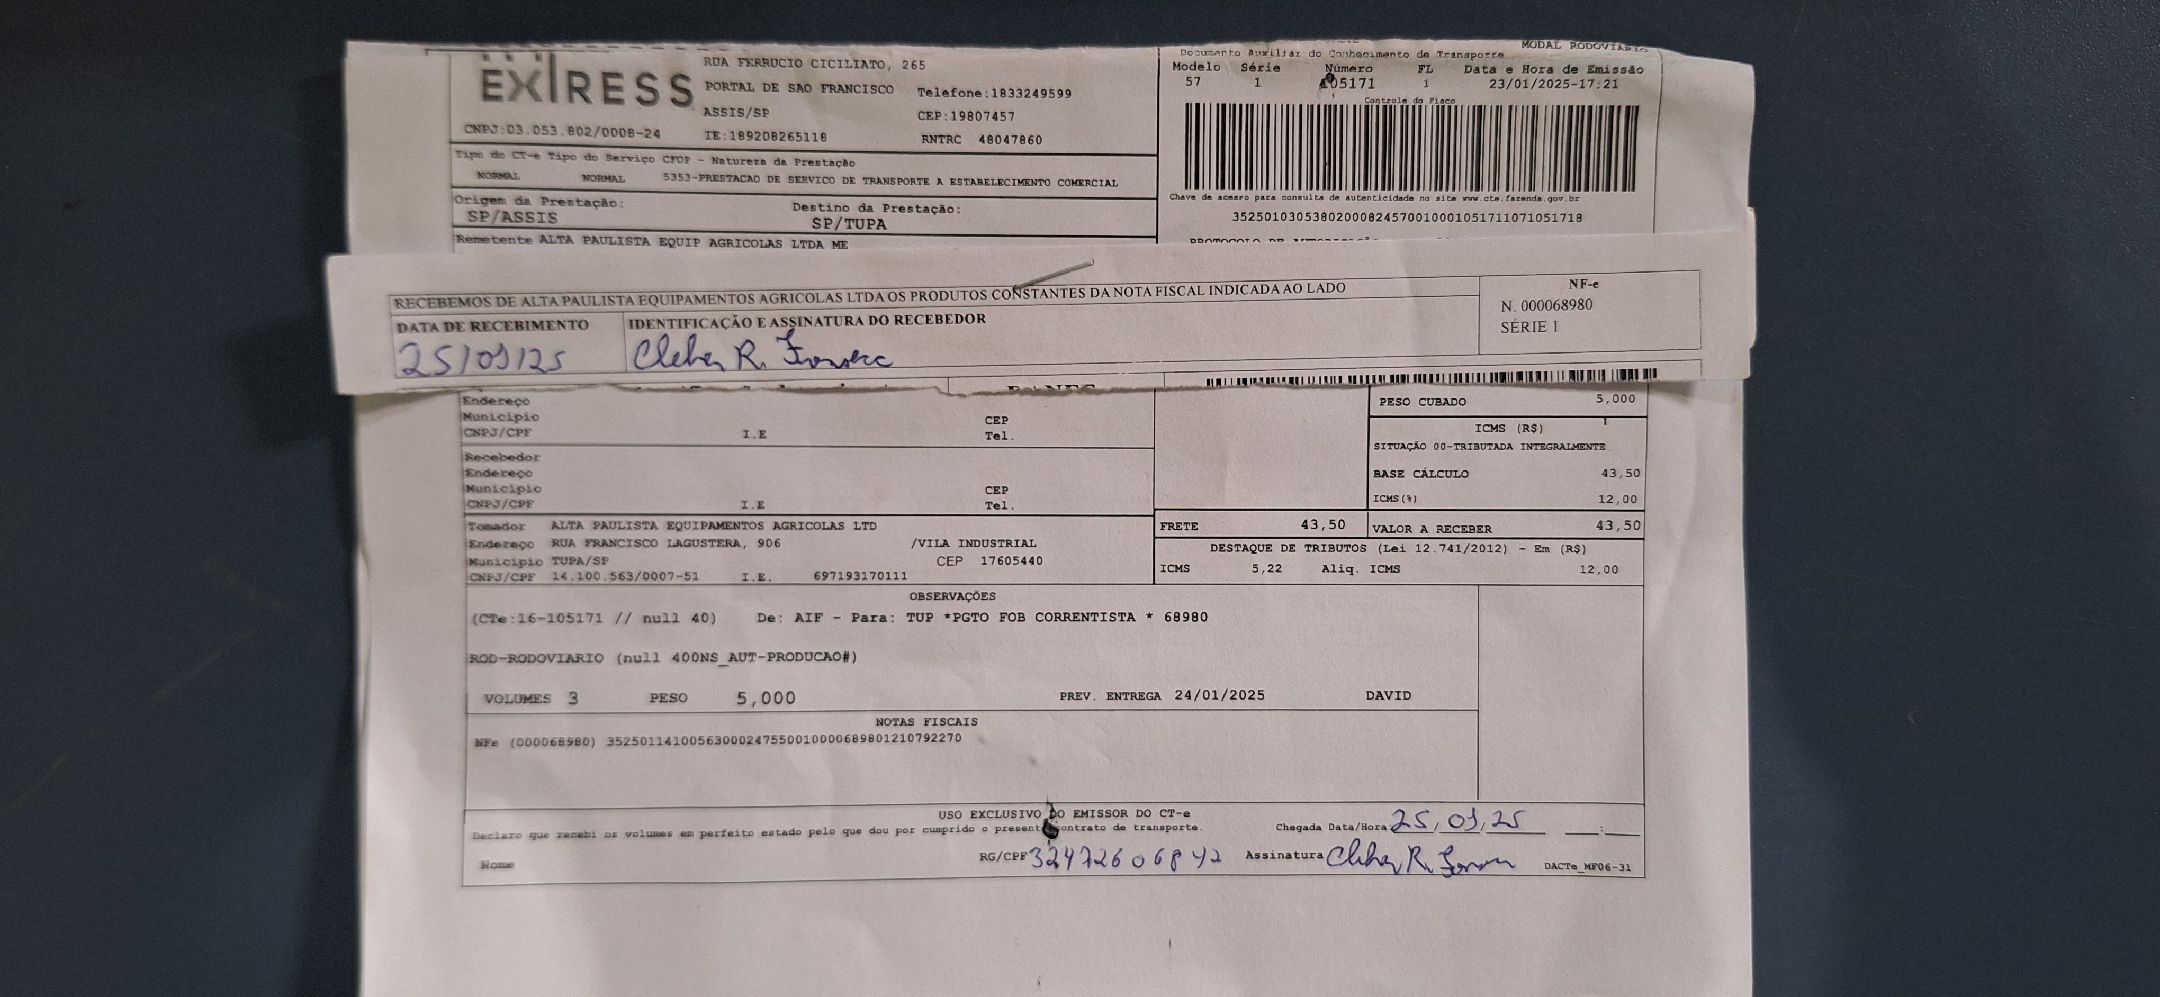 EXPRESS
RUA FERRUCIO CICILIATO, 265
PORTAL DE SAO FRANCISCO Telefone:1833249599
ASSIS/SP CEP:19807457
CNPJ:03.053.802/0008-24 IE:189208265118 RNTRC 48047860
MODAL RODOVIÁRIO
Documento Auxiliar do Conhecimento de Transporte
Modelo Série Número FL Data e Hora de Emissão
57 1 105171 1 23/01/2025-17:21
Controle do Fisco
Tipo do CT-e Tipo do Serviço CFOP - Natureza da Prestação
NORMAL NORMAL 5353-PRESTACAO DE SERVICO DE TRANSPORTE A ESTABELECIMENTO COMERCIAL
Chave de acesso para consulta de autenticidade no site www.cte.fazenda.gov.br
35250103053802000824570010001051711071051718
Origem da Prestação: Destino da Prestação:
SP/ASSIS SP/TUPA
Remetente ALTA PAULISTA EQUIP AGRICOLAS LTDA ME
RECEBEMOS DE ALTA PAULISTA EQUIPAMENTOS AGRICOLAS LTDA OS PRODUTOS CONSTANTES DA NOTA FISCAL INDICADA AO LADO
NF-e
N. 000068980
SÉRIE 1
DATA DE RECEBIMENTO IDENTIFICAÇÃO E ASSINATURA DO RECEBEDOR
25/01/25 Cleber R. Fonseca
Endereço
Município CEP
CNPJ/CPF I.E Tel.
Recebedor
Endereço
Município CEP
CNPJ/CPF I.E Tel.
PESO CUBADO 5,000
ICMS (R$)
SITUAÇÃO 00-TRIBUTADA INTEGRALMENTE
BASE CÁLCULO 43,50
ICMS(%) 12,00
Tomador ALTA PAULISTA EQUIPAMENTOS AGRICOLAS LTD
Endereço RUA FRANCISCO LAGUSTERA, 906 /VILA INDUSTRIAL
Município TUPA/SP CEP 17605440
CNPJ/CPF 14.100.563/0007-51 I.E. 697193170111
FRETE 43,50 VALOR A RECEBER 43,50
DESTAQUE DE TRIBUTOS (Lei 12.741/2012) - Em (R$)
ICMS 5,22 Aliq. ICMS 12,00
OBSERVAÇÕES
(CTe:16-105171 // null 40) De: AIF - Para: TUP *PGTO FOB CORRENTISTA * 68980
ROD-RODOVIARIO (null 400NS_AUT-PRODUCAO#)
VOLUMES 3 PESO 5,000 PREV. ENTREGA 24/01/2025 DAVID
NOTAS FISCAIS
NFe (000068980) 35250114100563000247550010000689801210792270
USO EXCLUSIVO DO EMISSOR DO CT-e
Declaro que recebi os volumes em perfeito estado pelo que dou por cumprido o presente contrato de transporte. Chegada Data/Hora 25/01/25 __:__
Nome RG/CPF 32472606842 Assinatura Cleber R. Fonseca DACTe_MF06-31